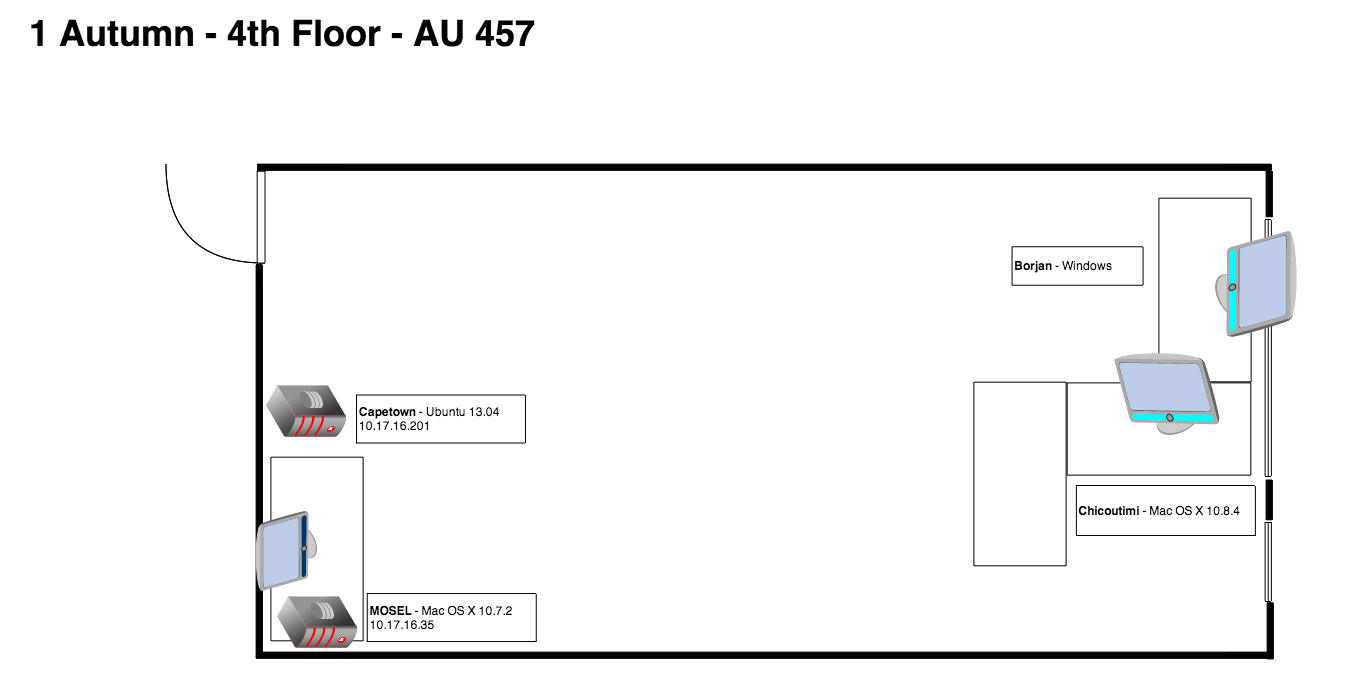 1 Autumn - 4th Floor - AU 457
Borjan - Windows
Capetown - Ubuntu 13.04
10.17.16.201
Chicoutimi - Mac OS X 10.8.4
MOSEL - Mac OS X 10.7.2
10.17.16.35